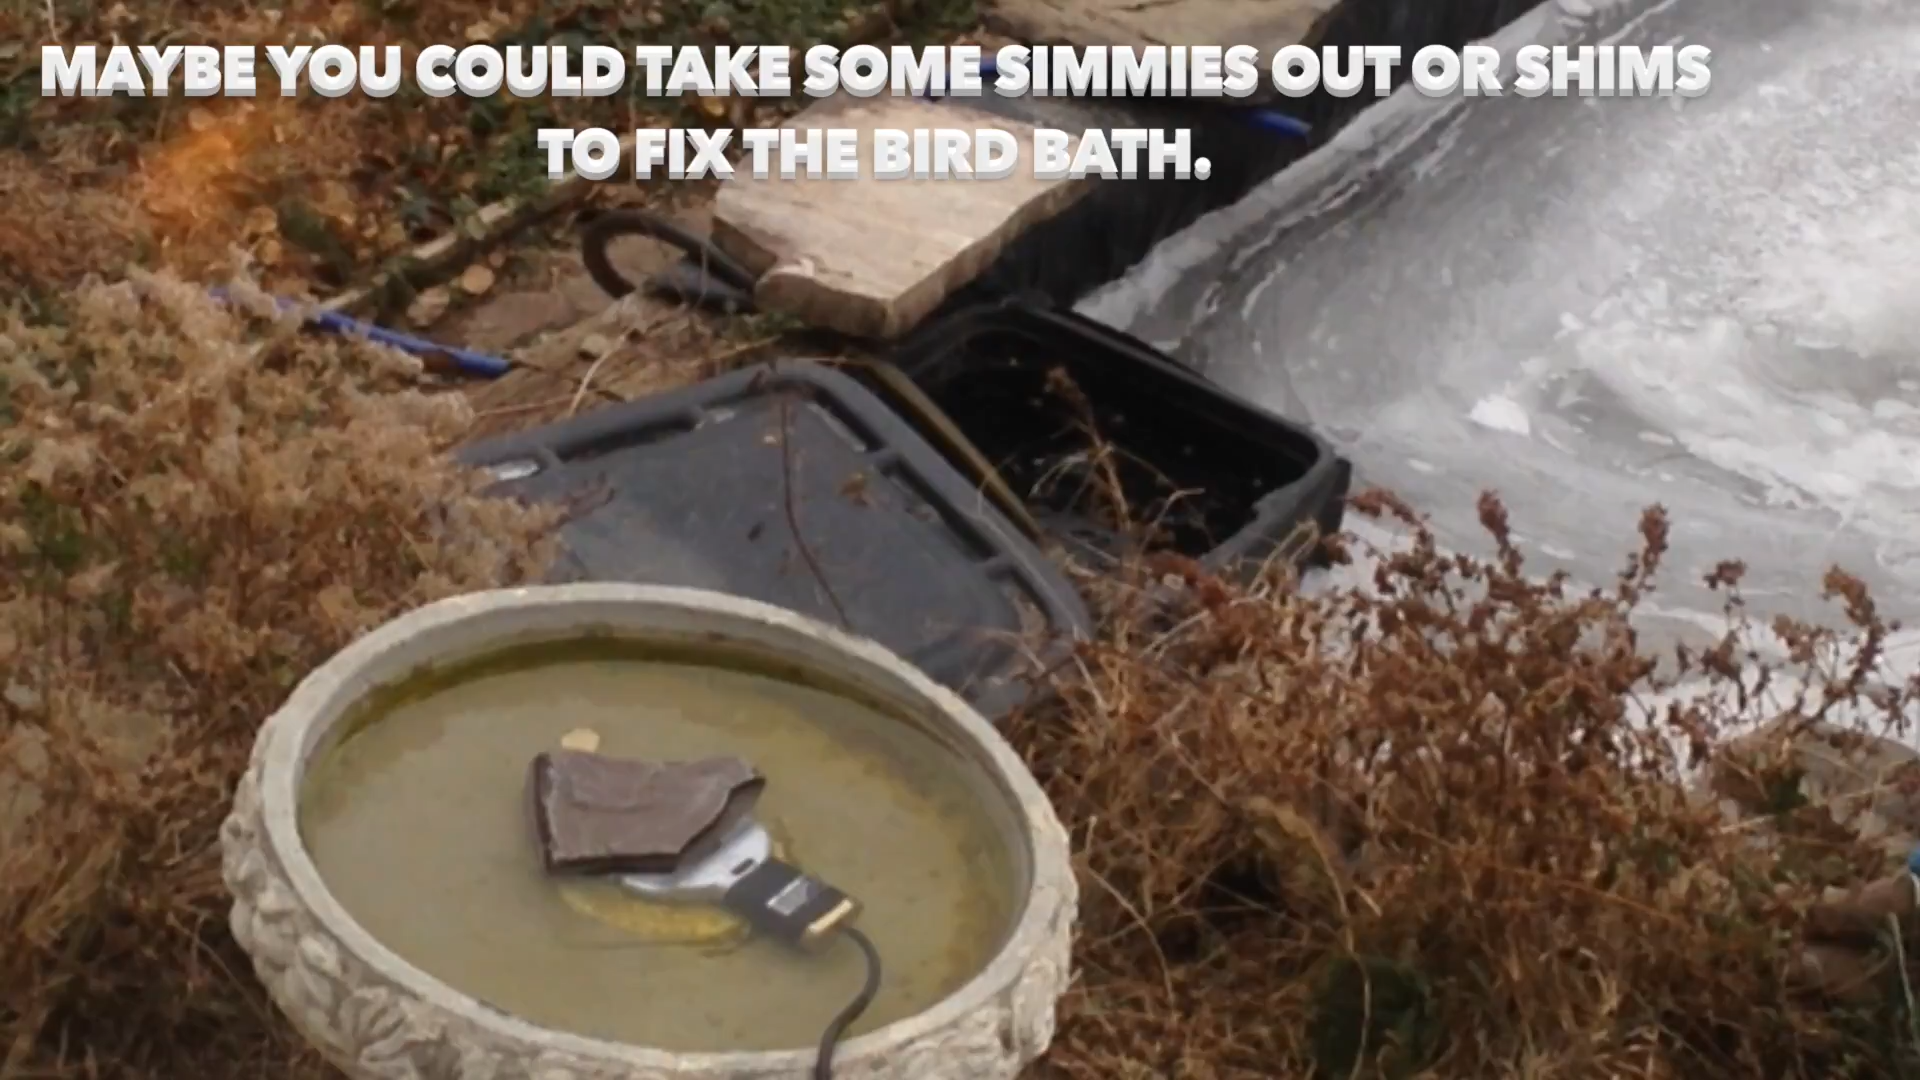 MAYBE YOU COULD TAKE SOME SIMMIES OUT OR SHIMS
TO FIX THE BIRD BATH.